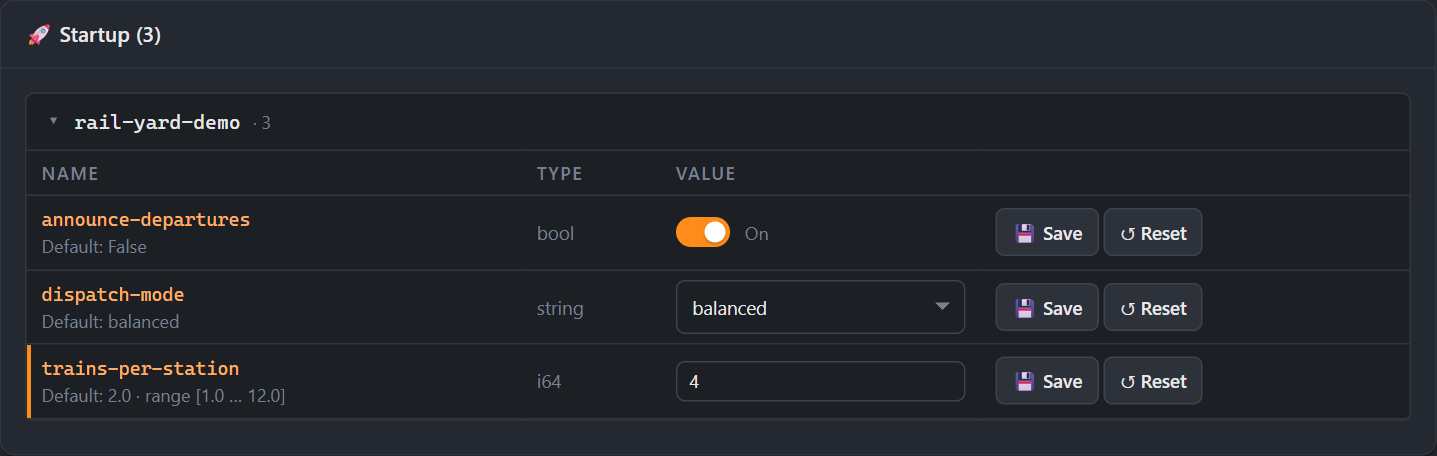 🚀 Startup (3)
▾ rail-yard-demo · 3
NAME TYPE VALUE
announce-departures
Default: False
bool On 💾 Save ↺ Reset
dispatch-mode
Default: balanced
string balanced 💾 Save ↺ Reset
trains-per-station
Default: 2.0 · range [1.0 … 12.0]
i64 4 💾 Save ↺ Reset